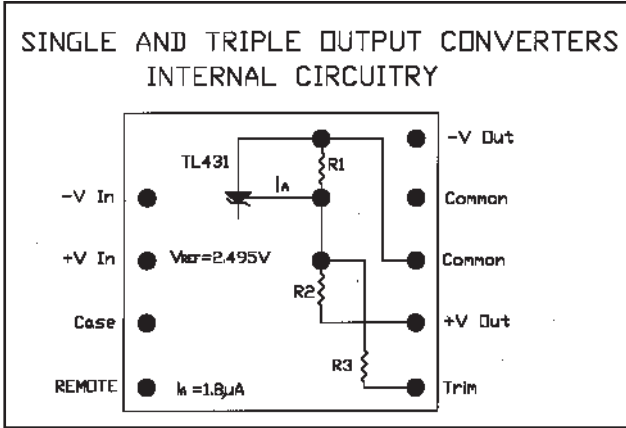 SINGLE AND TRIPLE OUTPUT CONVERTERS
INTERNAL CIRCUITRY
-V Out
TL431
R1
IA
-V In
Common
+V In
VREF=2.495V
Common
R2
Case
+V Out
R3
REMOTE
IA =1.8µA
Trim